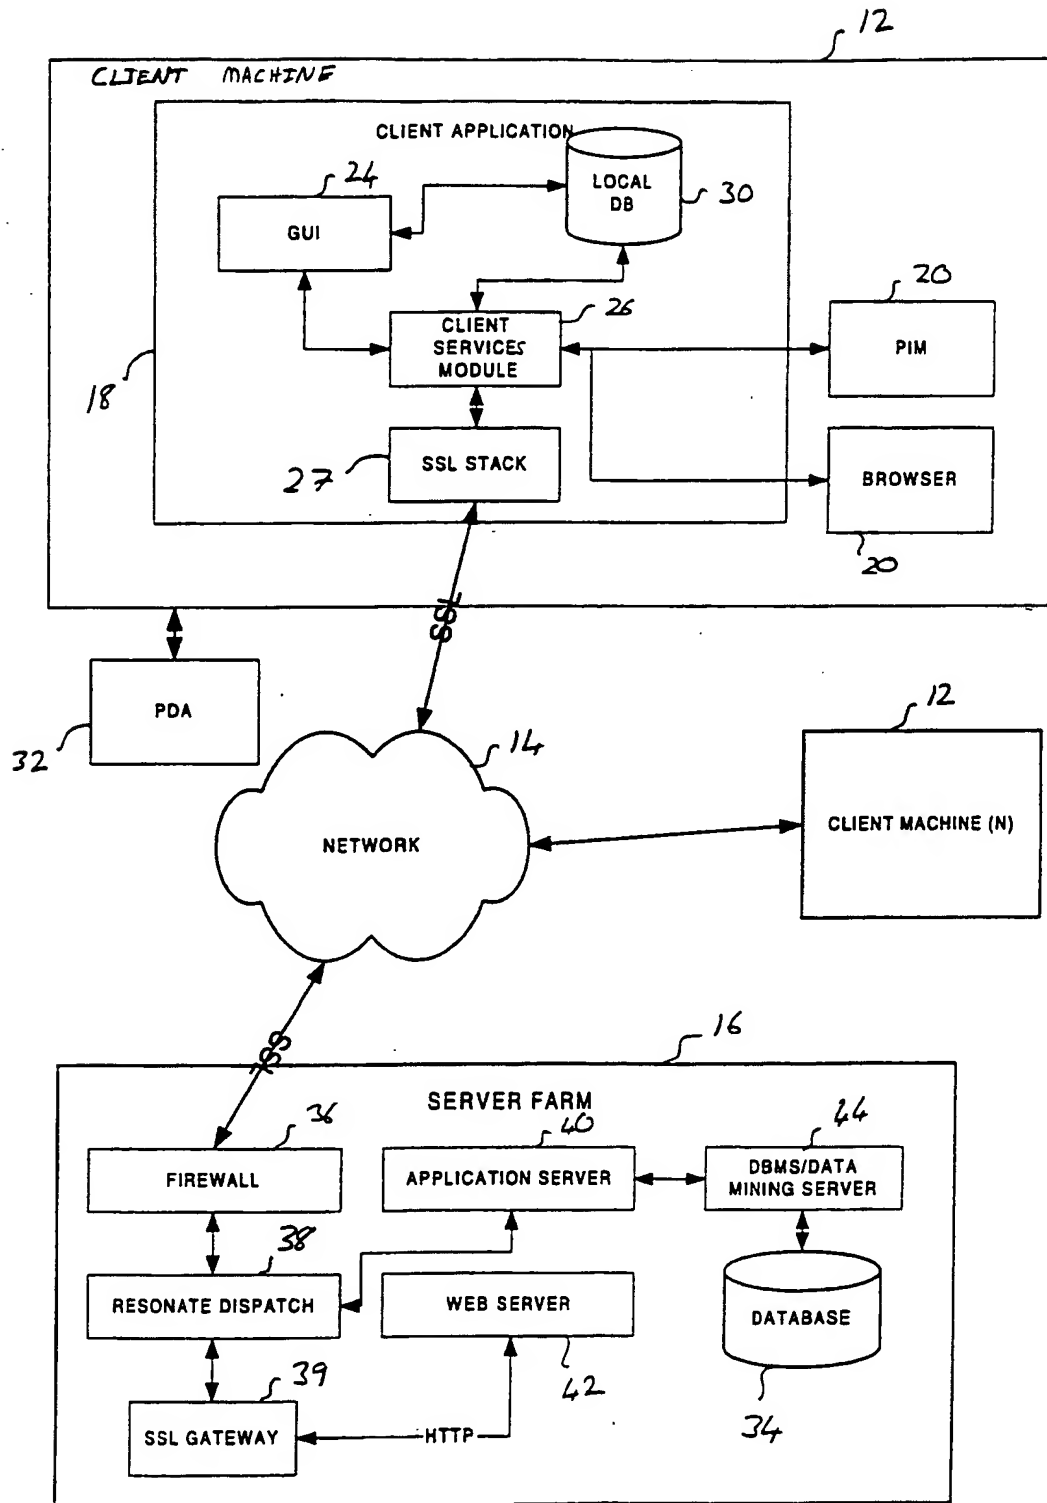 12
CLIENT MACHINE
CLIENT APPLICATION
24
LOCAL
DB
30
GUI
20
26
CLIENT
SERVICES
MODULE
PIM
18
SSL STACK
27
BROWSER
20
SSL
PDA
32
12
14
CLIENT MACHINE (N)
NETWORK
SSL
16
SERVER FARM
36
40
44
FIREWALL
APPLICATION SERVER
DBMS/DATA
MINING SERVER
38
RESONATE DISPATCH
WEB SERVER
DATABASE
39
42
34
SSL GATEWAY
HTTP